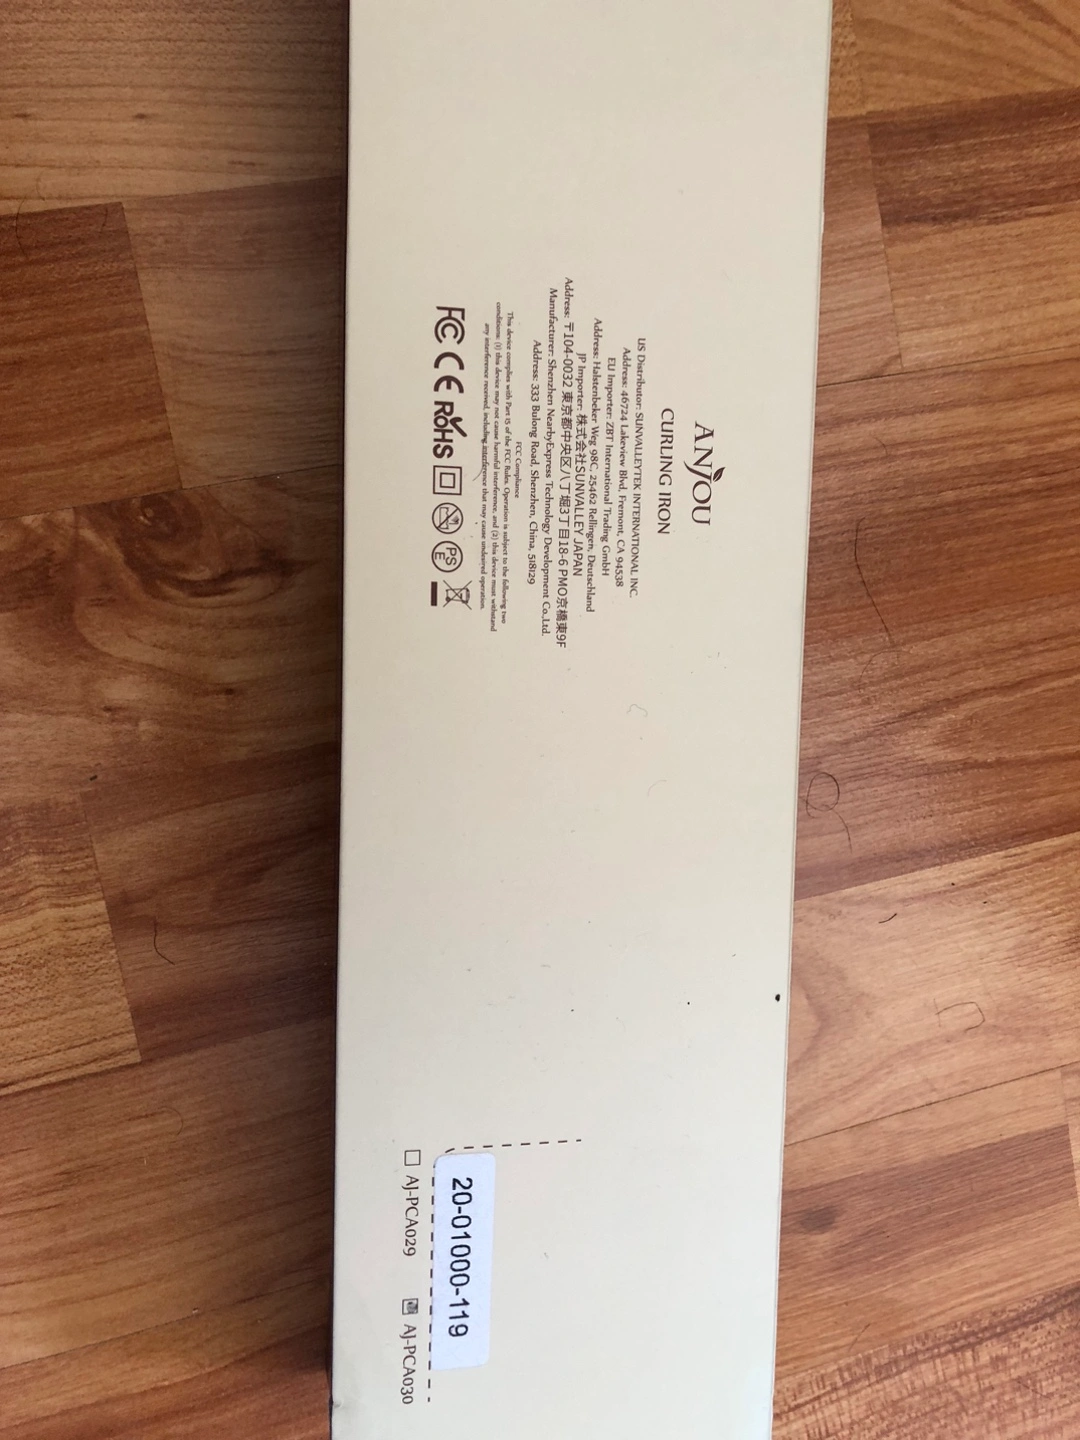 ANJOU
CURLING IRON
US Distributor: SUNVALLEYTEK INTERNATIONAL INC.
Address: 46724 Lakeview Blvd, Fremont, CA 94538
EU Importer: ZBT International Trading GmbH
Address: Halstenbeker Weg 98C, 25462 Rellingen, Deutschland
JP Importer: 株式会社SUNVALLEY JAPAN
Address: 〒104-0032 東京都中央区八丁堀3丁目18-6 PMO京橋東9F
Manufacturer: Shenzhen NearbyExpress Technology Development Co.,Ltd.
Address: 333 Bulong Road, Shenzhen, China, 518129
FCC Compliance
This device complies with Part 15 of the FCC Rules. Operation is subject to the following two
conditions: (1) this device may not cause harmful interference, and (2) this device must withstand
any interference received, including interference that may cause undesired operation.
FC CE RoHS PSE
20-01000-119
AJ-PCA029 AJ-PCA030